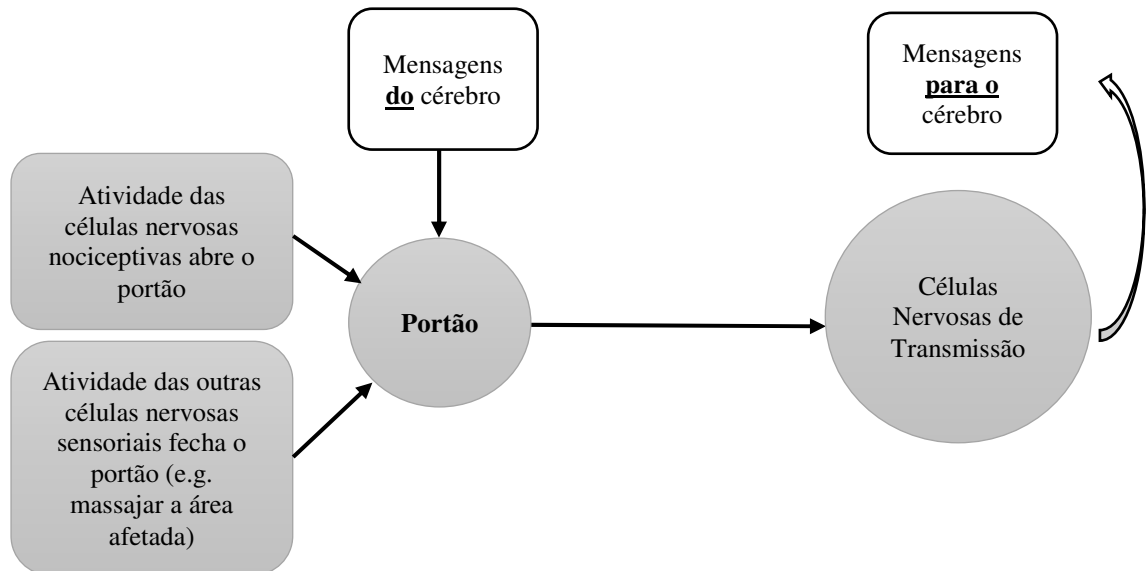 Mensagens
do cérebro
Mensagens
para o
cérebro
Atividade das
células nervosas
nociceptivas abre o
portão
Portão
Células
Nervosas de
Transmissão
Atividade das outras
células nervosas
sensoriais fecha o
portão (e.g.
massajar a área
afetada)